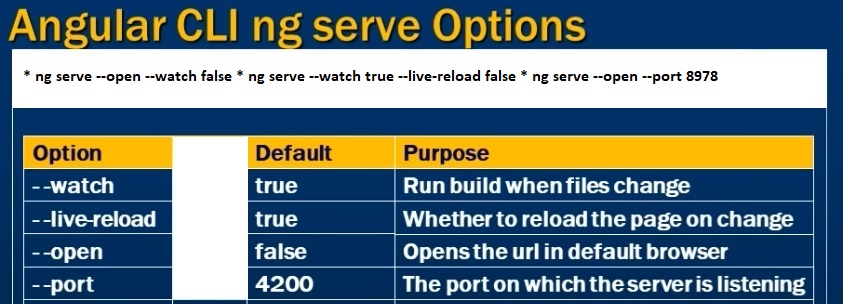 Angular CLI ng serve Options
* ng serve --open --watch false * ng serve --watch true --live-reload false * ng serve --open --port 8978
Option Default Purpose
--watch true Run build when files change
--live-reload true Whether to reload the page on change
--open false Opens the url in default browser
--port 4200 The port on which the server is listening